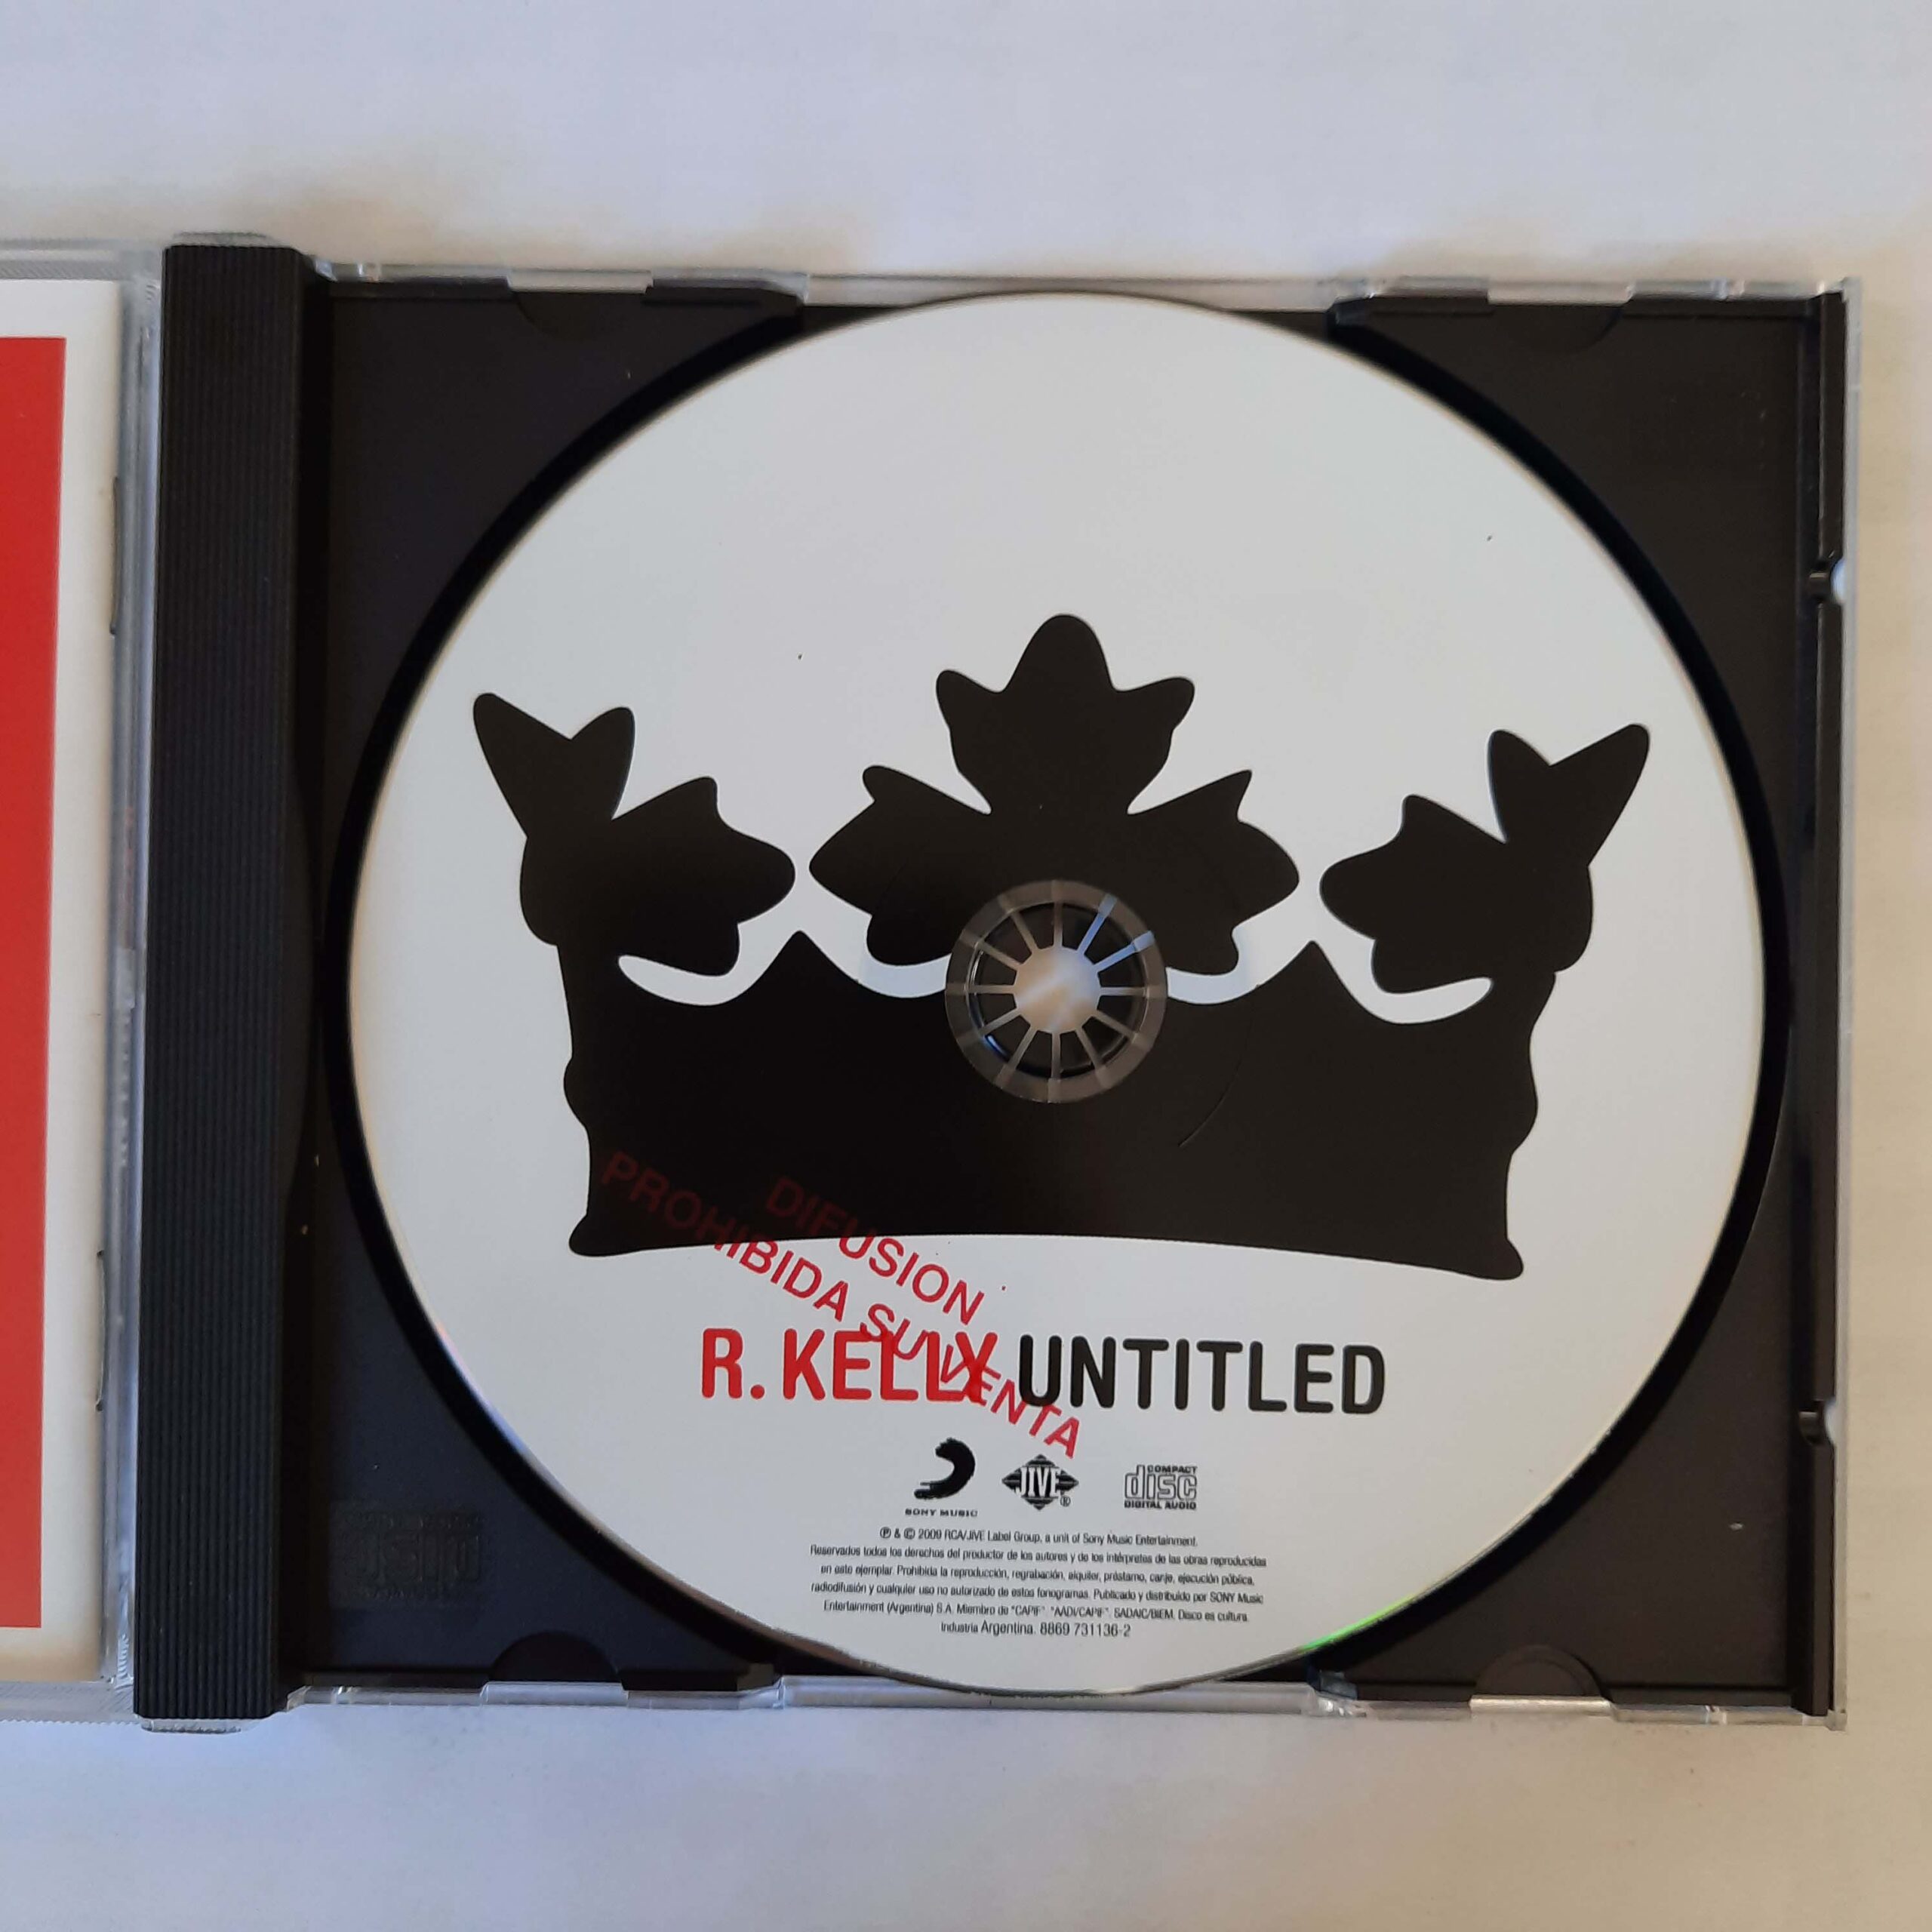 DIFUSION
PROHIBIDA SU VENTA
R. KELLY UNTITLED
SONY MUSIC
JIVE®
COMPACT
disc
DIGITAL AUDIO
℗ & © 2009 RCA/JIVE Label Group, a unit of Sony Music Entertainment.
Reservados todos los derechos del productor de los autores y de los intérpretes de las obras reproducidas
en este ejemplar. Prohibida la reproducción, regrabación, alquiler, préstamo, canje, ejecución pública,
radiodifusión y cualquier uso no autorizado de estos fonogramas. Publicado y distribuido por SONY Music
Entertainment (Argentina) S.A. Miembro de "CAPIF". "AADI/CAPIF". SADAIC/BIEM. Disco es cultura.
Industria Argentina. 8869 731136-2